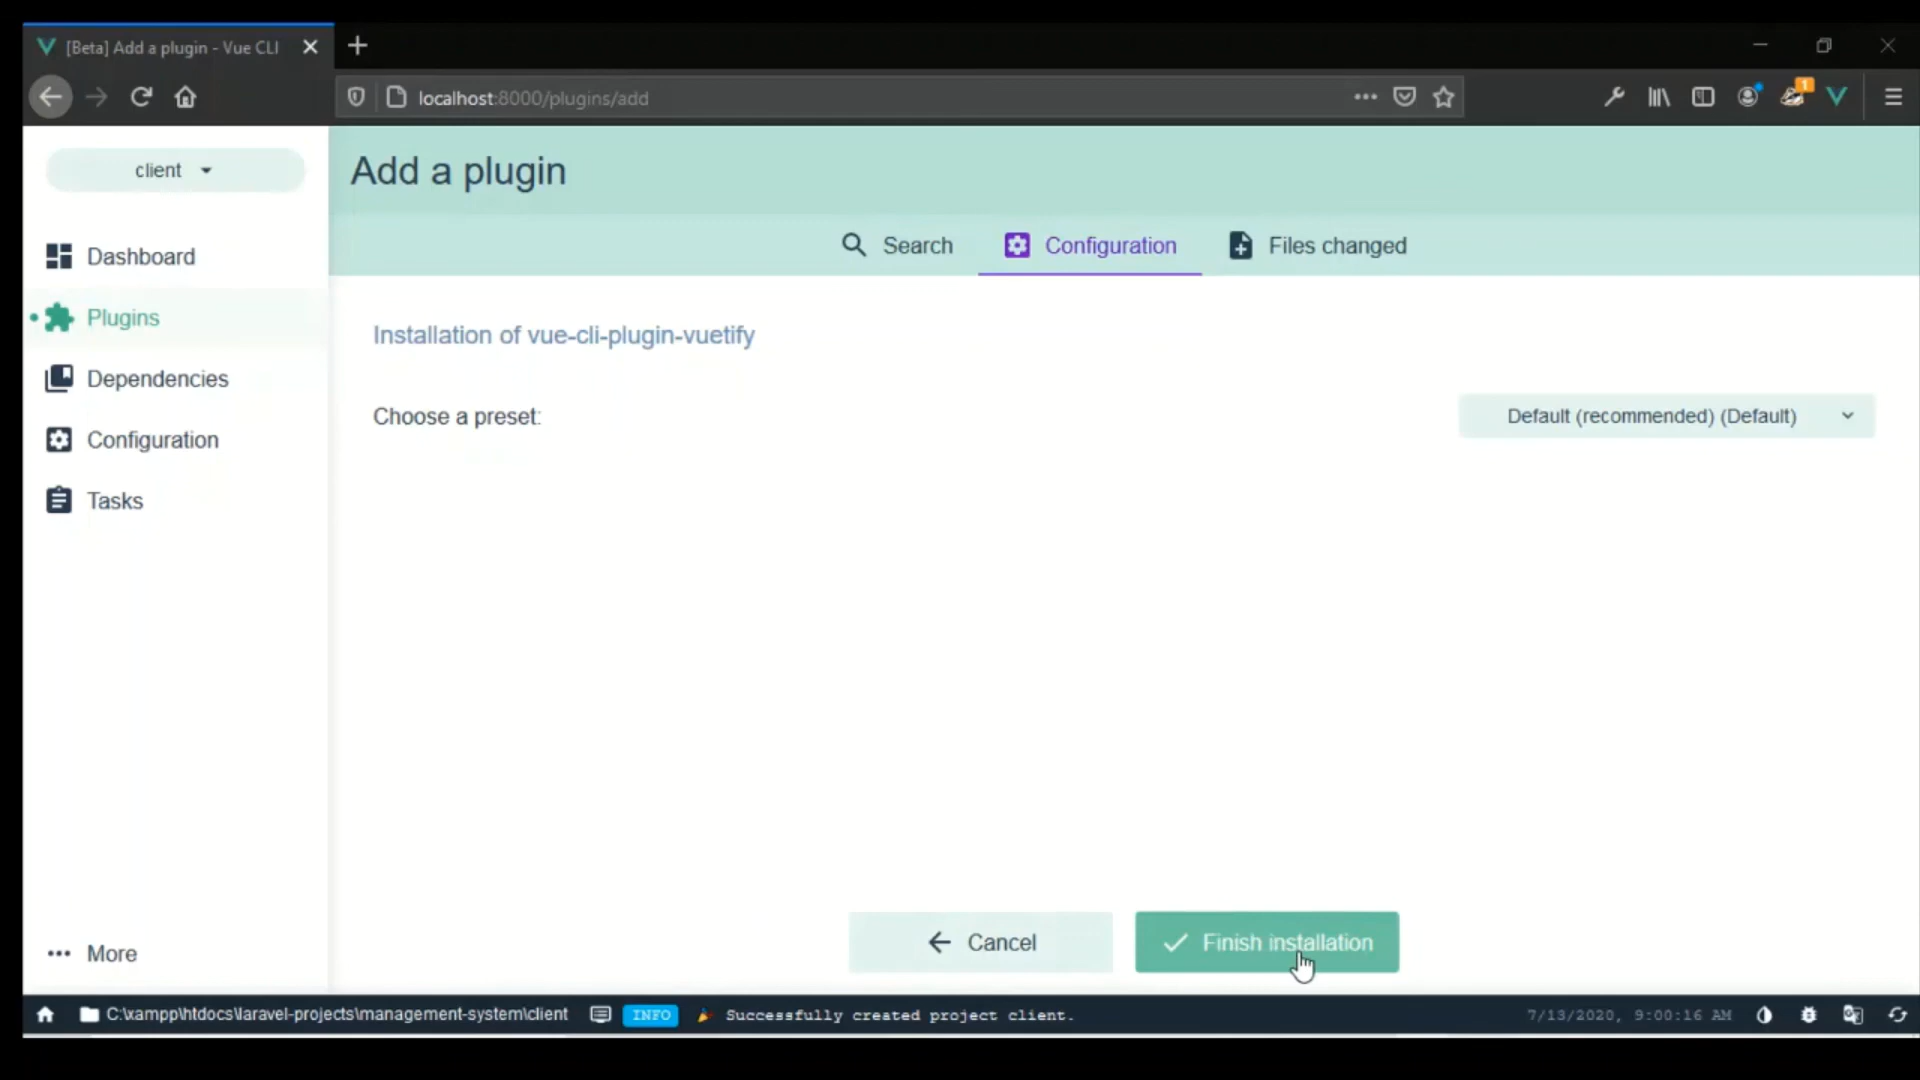 [Beta] Add a plugin - Vue CLI
localhost:8000/plugins/add
1
client
Add a plugin
Search
Configuration
Files changed
Dashboard
Plugins
Dependencies
Configuration
Tasks
Installation of vue-cli-plugin-vuetify
Choose a preset:
Default (recommended) (Default)
Cancel
Finish installation
More
C:\xampp\htdocs\laravel-projects\management-system\client
INFO
Successfully created project client.
7/13/2020, 9:00:16 AM